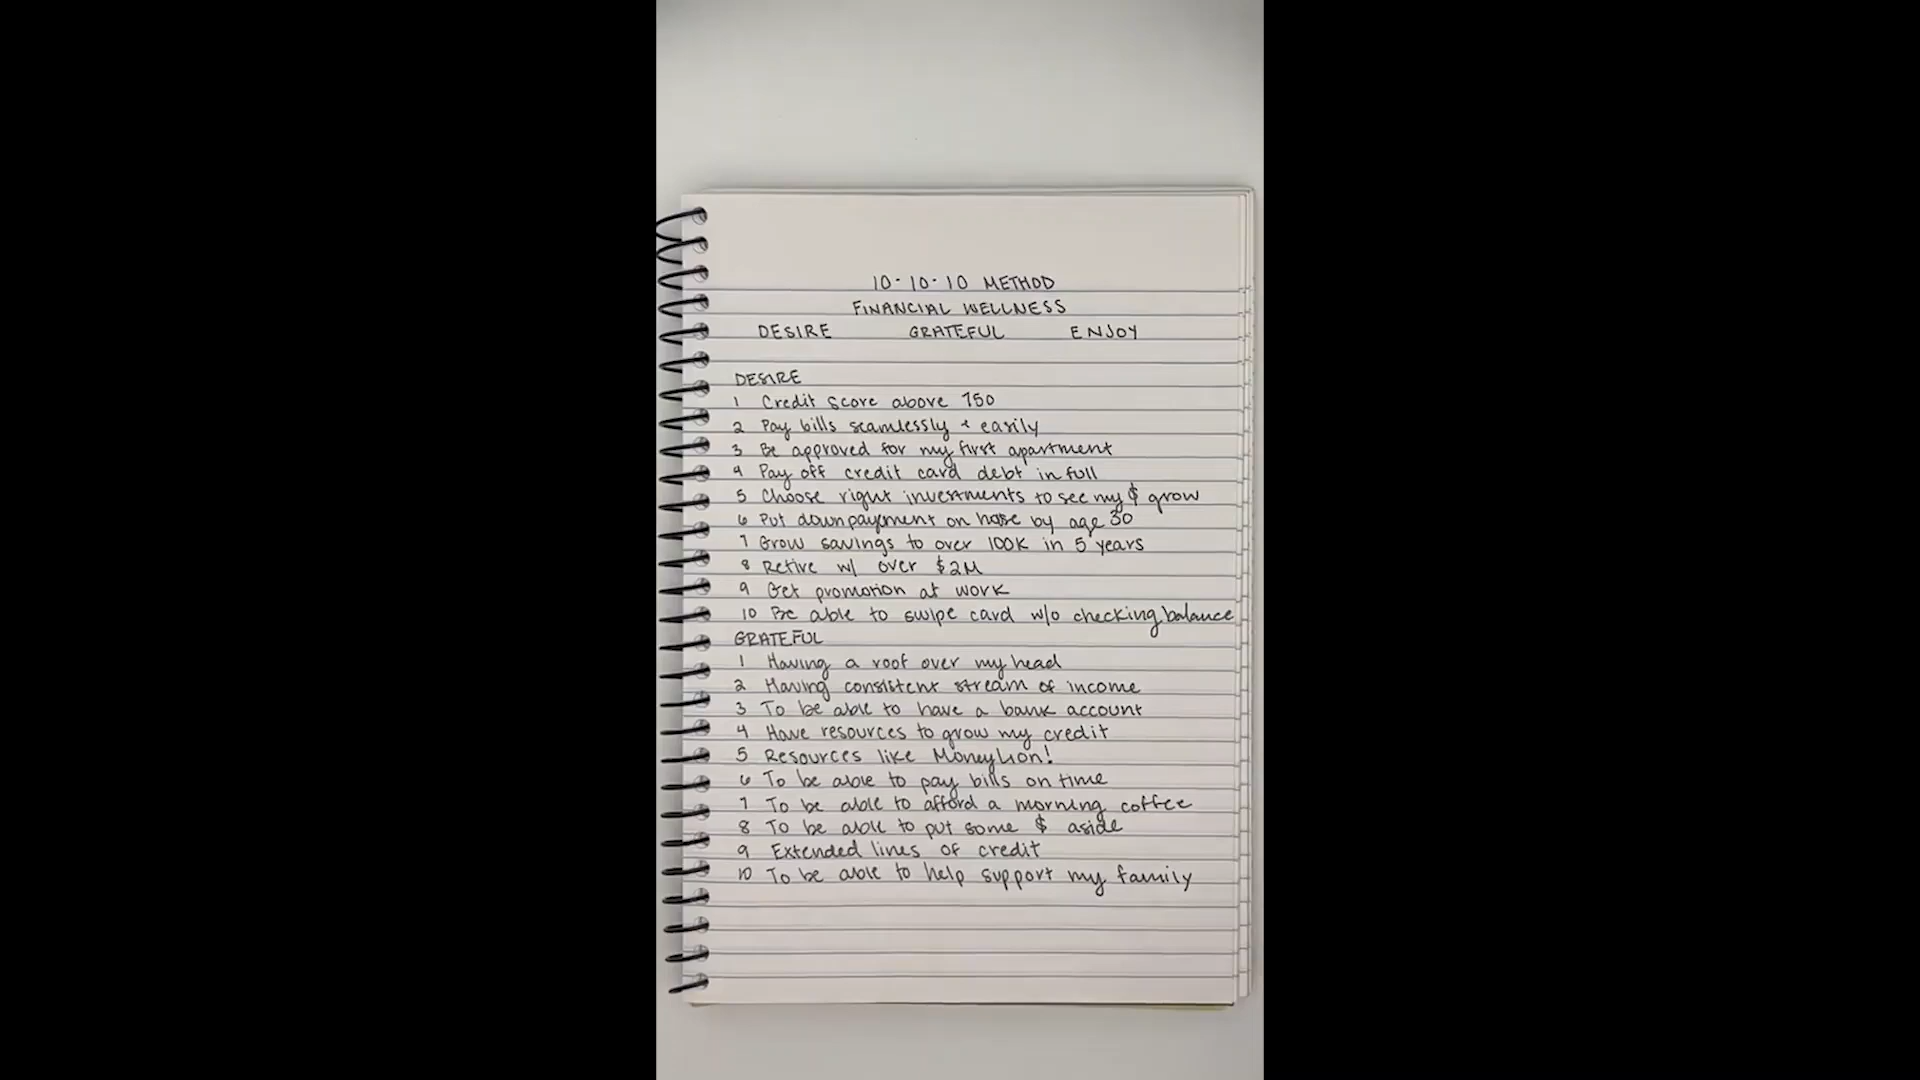 10-10-10 METHOD
FINANCIAL WELLNESS
DESIRE GRATEFUL ENJOY
DESIRE
1 Credit score above 750
2 Pay bills seamlessly + easily
3 Be approved for my first apartment
4 Pay off credit card debt in full
5 Choose right investments to see my $ grow
6 Put downpayment on house by age 30
7 Grow savings to over 100K in 5 years
8 Retire w/ over $2M
9 Get promotion at work
10 Be able to swipe card w/o checking balance
GRATEFUL
1 Having a roof over my head
2 Having consistent stream of income
3 To be able to have a bank account
4 Have resources to grow my credit
5 Resources like MoneyLion!
6 To be able to pay bills on time
7 To be able to afford a morning coffee
8 To be able to put some $ aside
9 Extended lines of credit
10 To be able to help support my family